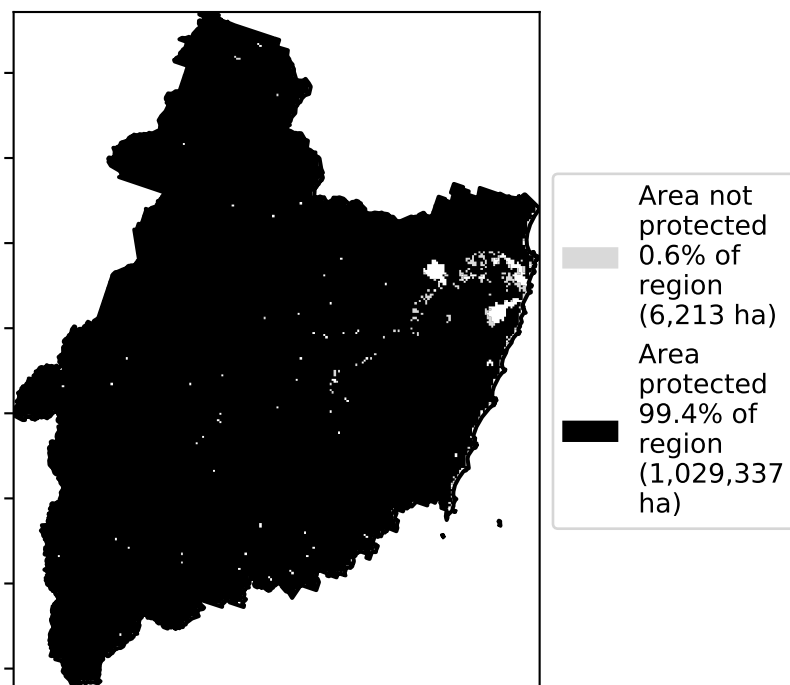 Area not
protected
0.6% of
region
(6,213 ha)
Area
protected
99.4% of
region
(1,029,337
ha)